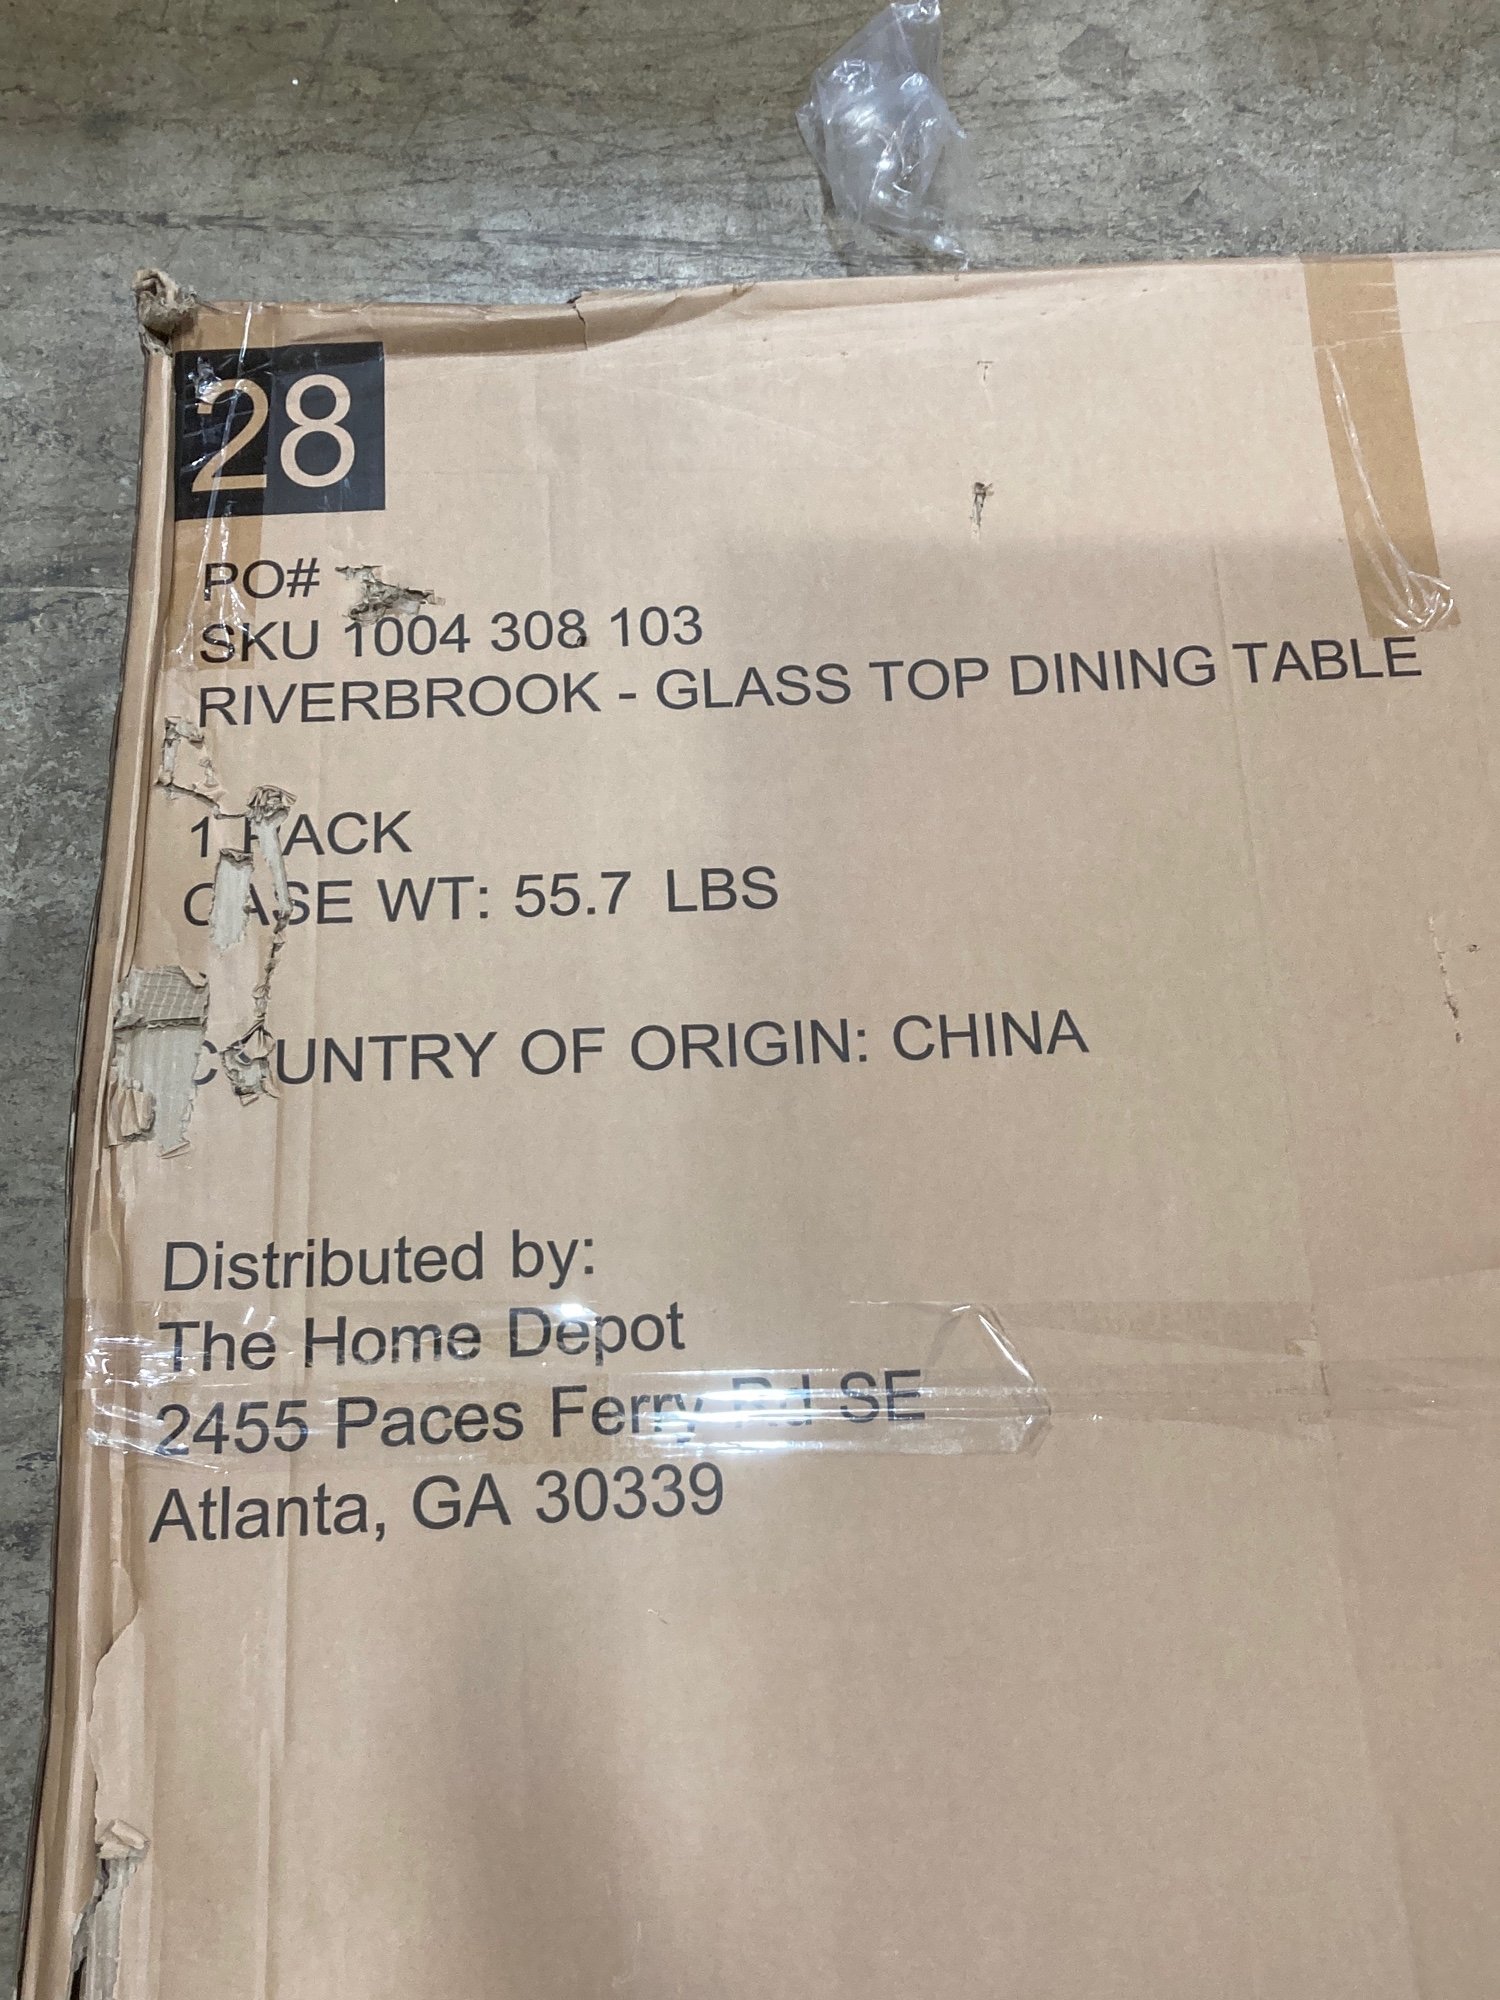 28
PO#
SKU 1004 308 103
RIVERBROOK - GLASS TOP DINING TABLE
1 PACK
CASE WT: 55.7 LBS
COUNTRY OF ORIGIN: CHINA
Distributed by:
The Home Depot
2455 Paces Ferry Rd SE
Atlanta, GA 30339